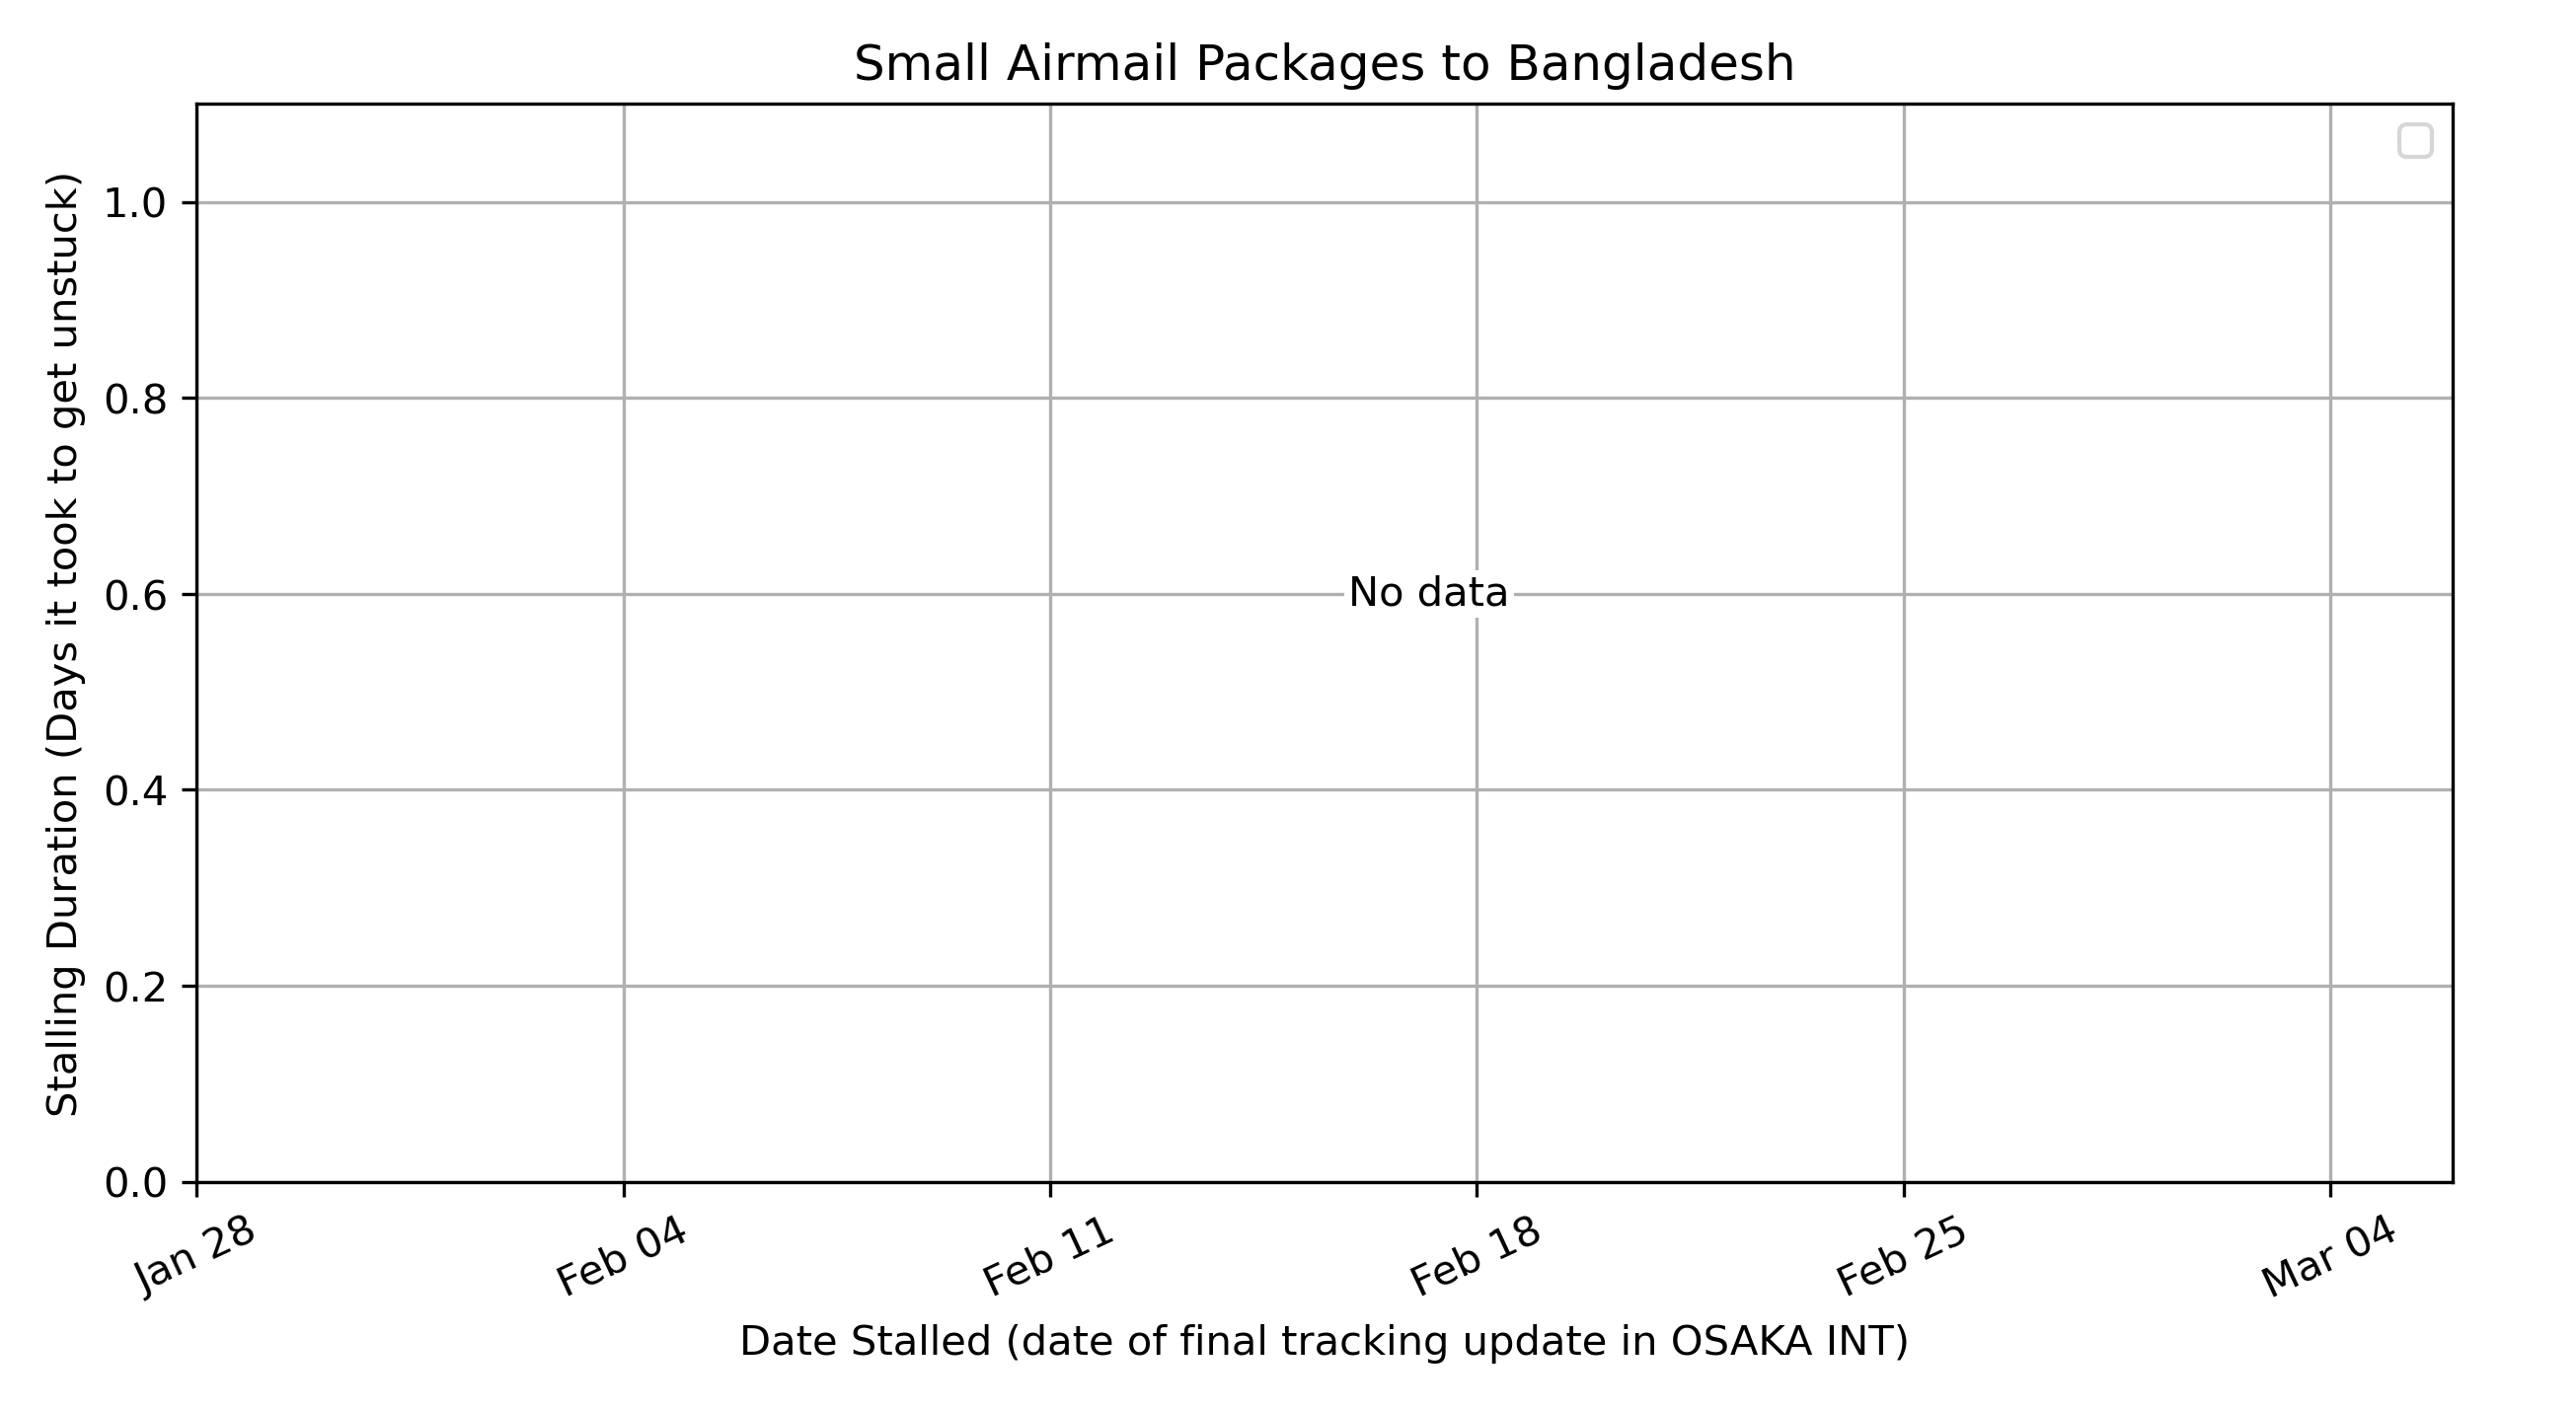 Small Airmail Packages to Bangladesh
Stalling Duration (Days it took to get unstuck)
1.0
0.8
0.6
0.4
0.2
0.0
No data
Jan 28
Feb 04
Feb 11
Feb 18
Feb 25
Mar 04
Date Stalled (date of final tracking update in OSAKA INT)